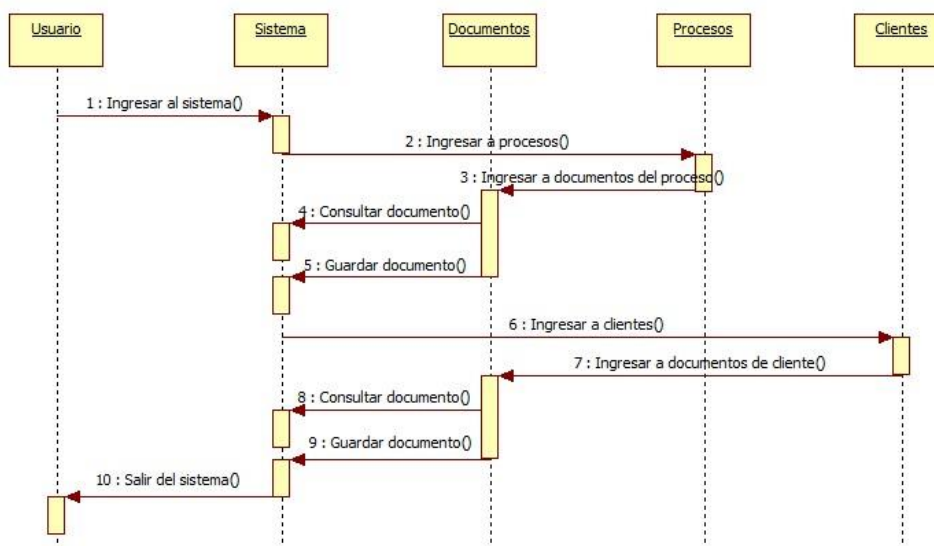 Usuario
Sistema
Documentos
Procesos
Clientes
1 : Ingresar al sistema()
2 : Ingresar a procesos()
3 : Ingresar a documentos del proceso()
4 : Consultar documento()
5 : Guardar documento()
6 : Ingresar a clientes()
7 : Ingresar a documentos de cliente()
8 : Consultar documento()
9 : Guardar documento()
10 : Salir del sistema()